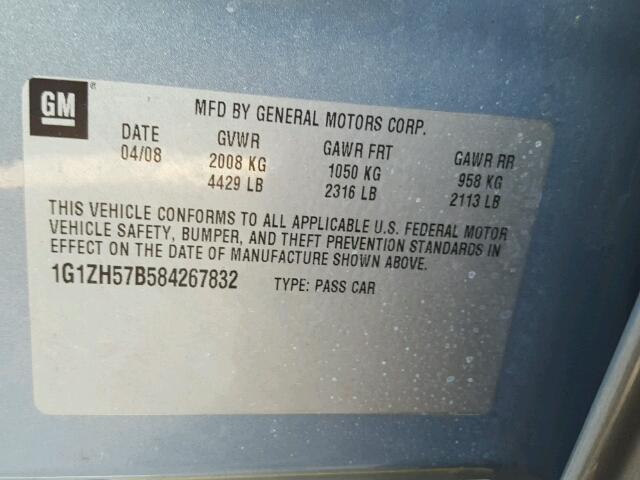 GM®
MFD BY GENERAL MOTORS CORP.
DATE GVWR GAWR FRT GAWR RR
04/08 2008 KG 1050 KG 958 KG
4429 LB 2316 LB 2113 LB
THIS VEHICLE CONFORMS TO ALL APPLICABLE U.S. FEDERAL MOTOR
VEHICLE SAFETY, BUMPER, AND THEFT PREVENTION STANDARDS IN
EFFECT ON THE DATE OF MANUFACTURE SHOWN ABOVE.
1G1ZH57B584267832 TYPE: PASS CAR